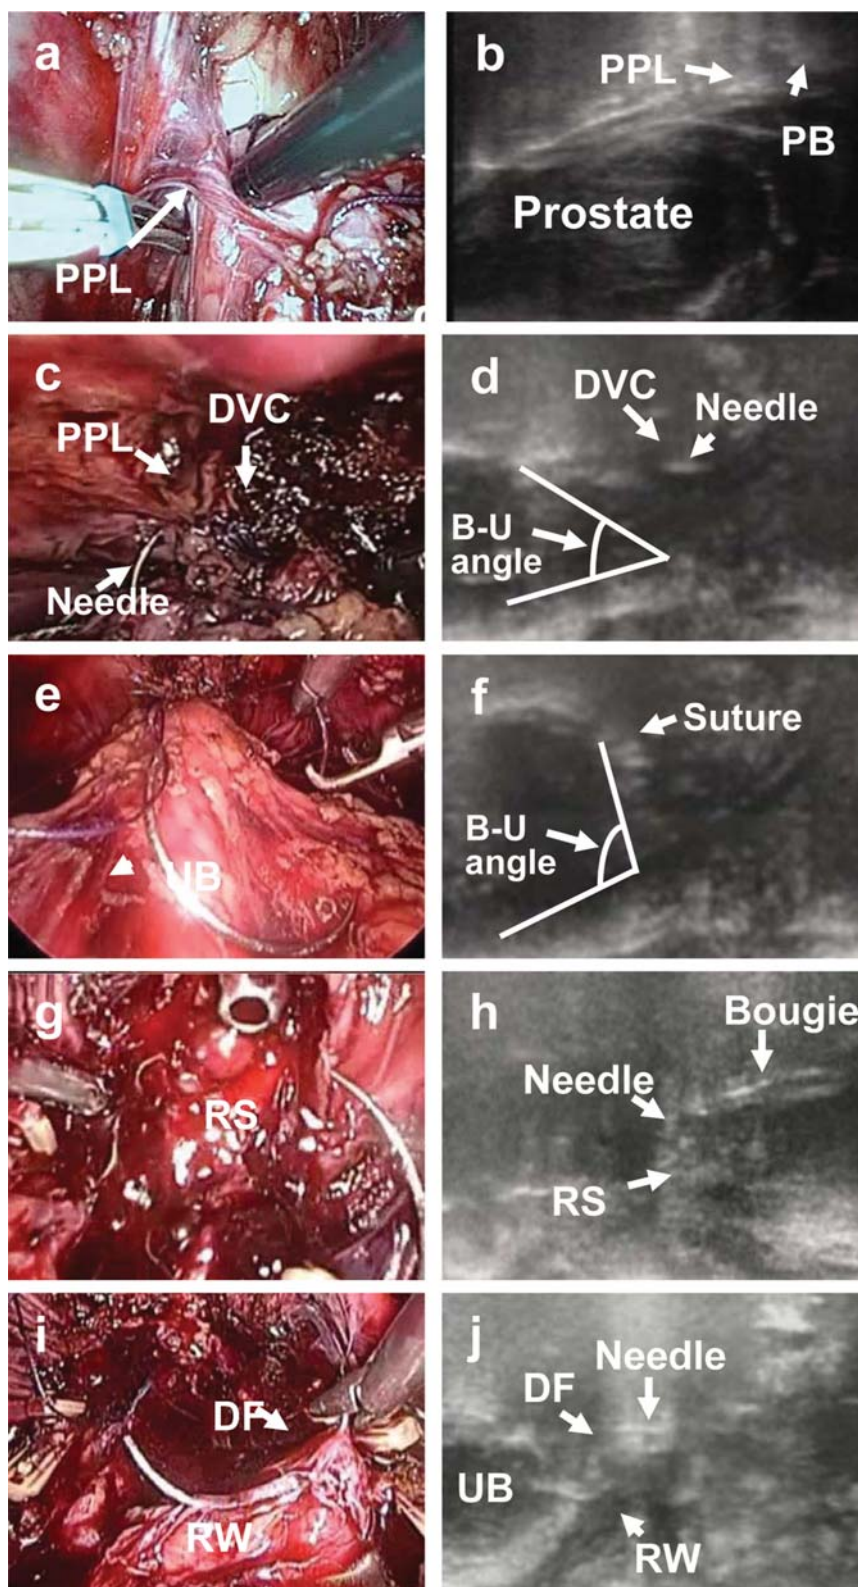 a
PPL
b
PPL
PB
Prostate
c
PPL
DVC
Needle
d
DVC
Needle
B-U
angle
e
UB
f
Suture
B-U
angle
g
RS
h
Bougie
Needle
RS
i
DF
RW
j
Needle
DF
UB
RW